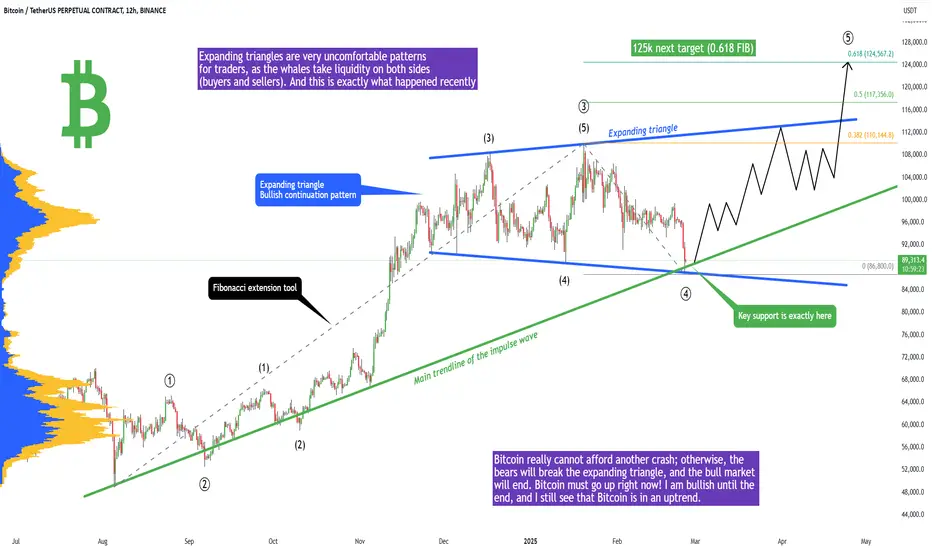 Bitcoin / TetherUS PERPETUAL CONTRACT, 12h, BINANCE
USDT
Expanding triangles are very uncomfortable patterns
for traders, as the whales take liquidity on both sides
(buyers and sellers). And this is exactly what happened recently
125k next target (0.618 FIB)
5
0.618 (124,567.2)
0.5 (117,356.0)
3
(5)
(3)
Expanding triangle
Expanding triangle
Bullish continuation pattern
Fibonacci extension tool
(4)
4
0 (86,800.0)
Key support is exactly here
Main trendline of the impulse wave
1
(1)
(2)
2
Bitcoin really cannot afford another crash; otherwise, the
bears will break the expanding triangle, and the bull market
will end. Bitcoin must go up right now! I am bullish until the
end, and I still see that Bitcoin is in an uptrend.
128,000.0
124,000.0
120,000.0
116,000.0
112,000.0
108,000.0
104,000.0
100,000.0
96,000.0
92,000.0
89,313.4
84,000.0
80,000.0
76,000.0
72,000.0
68,000.0
64,000.0
60,000.0
56,000.0
52,000.0
48,000.0
44,000.0
Jul Aug Sep Oct Nov Dec 2025 Feb Mar Apr May